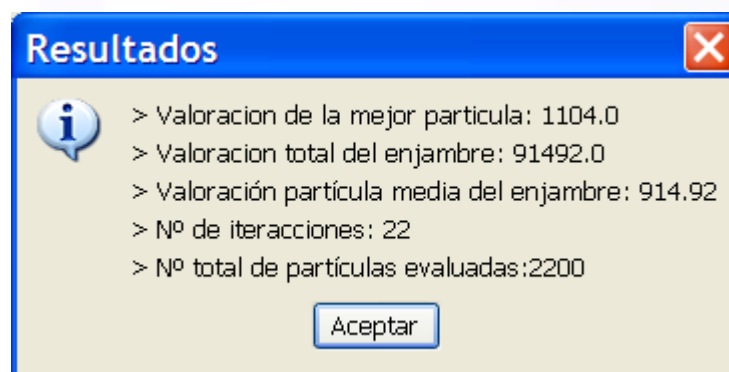 Resultados
> Valoracion de la mejor particula: 1104.0
> Valoracion total del enjambre: 91492.0
> Valoración partícula media del enjambre: 914.92
> Nº de iteracciones: 22
> Nº total de partículas evaluadas:2200
Aceptar